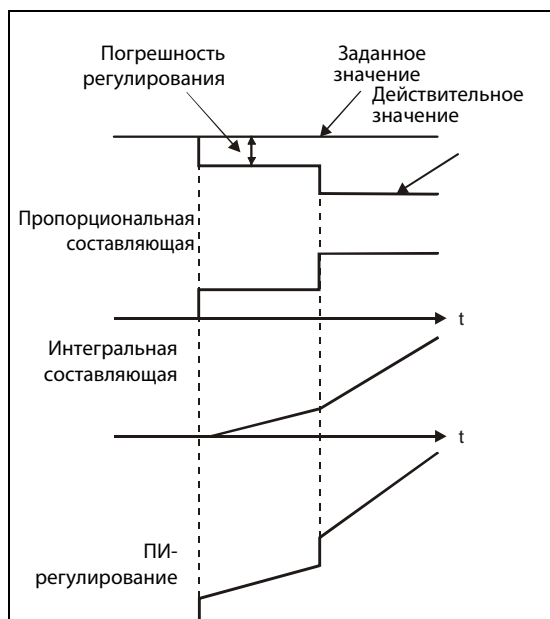 Погрешность
регулирования
Заданное
значение
Действительное
значение
Пропорциональная
составляющая
t
Интегральная
составляющая
t
ПИ-
регулирование